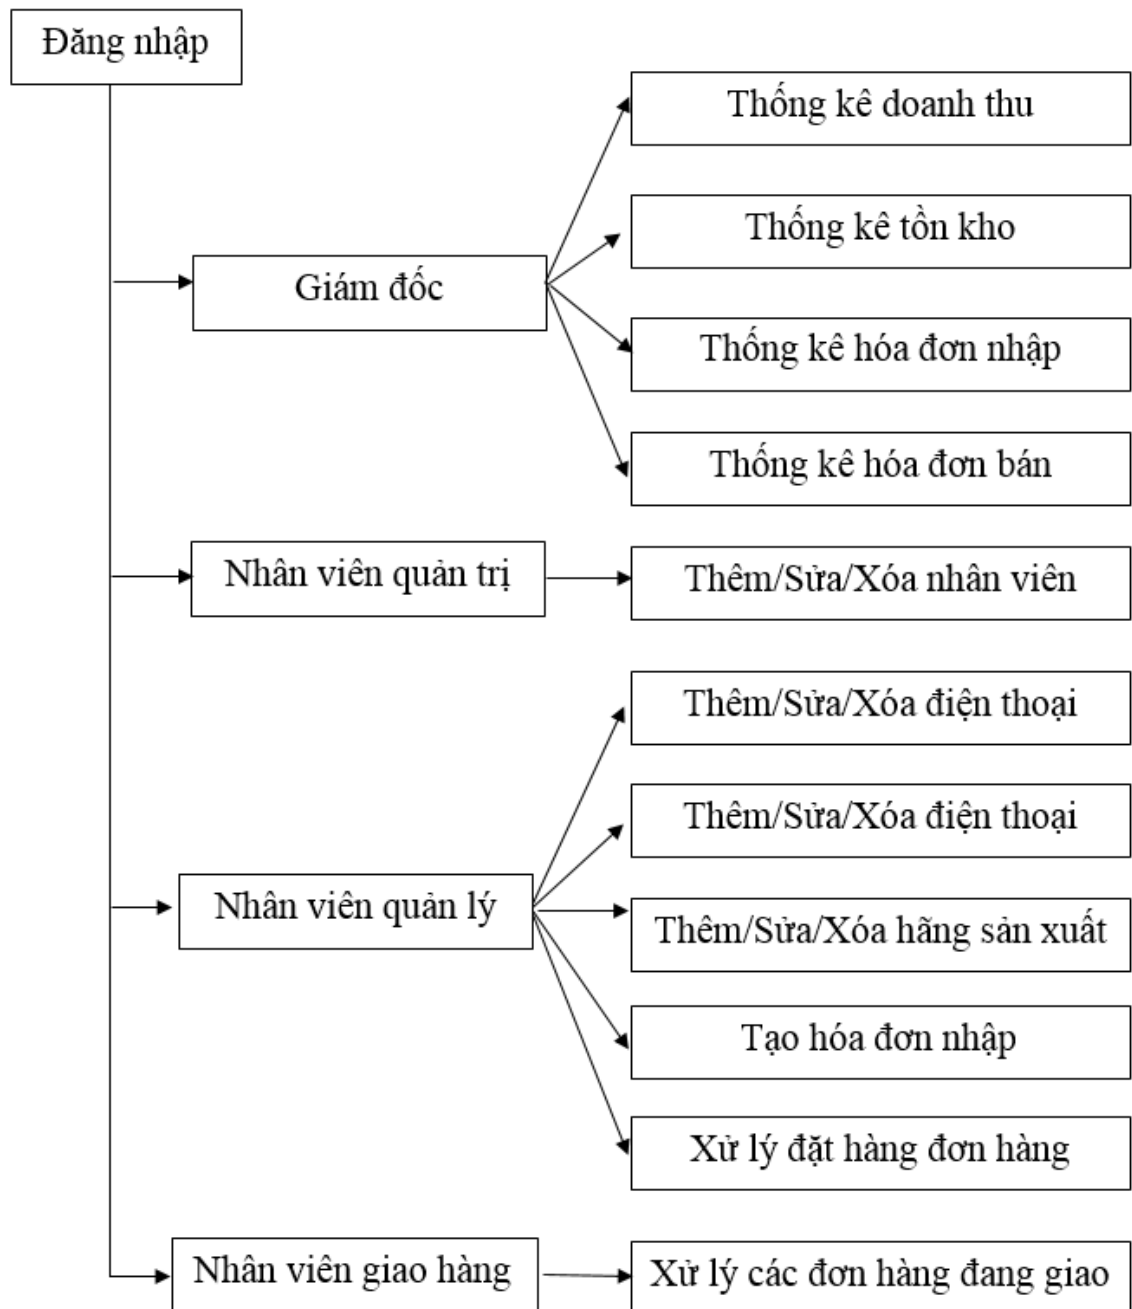 Đăng nhập
Giám đốc
Thống kê doanh thu
Thống kê tồn kho
Thống kê hóa đơn nhập
Thống kê hóa đơn bán
Nhân viên quản trị
Thêm/Sửa/Xóa nhân viên
Nhân viên quản lý
Thêm/Sửa/Xóa điện thoại
Thêm/Sửa/Xóa điện thoại
Thêm/Sửa/Xóa hãng sản xuất
Tạo hóa đơn nhập
Xử lý đặt hàng đơn hàng
Nhân viên giao hàng
Xử lý các đơn hàng đang giao